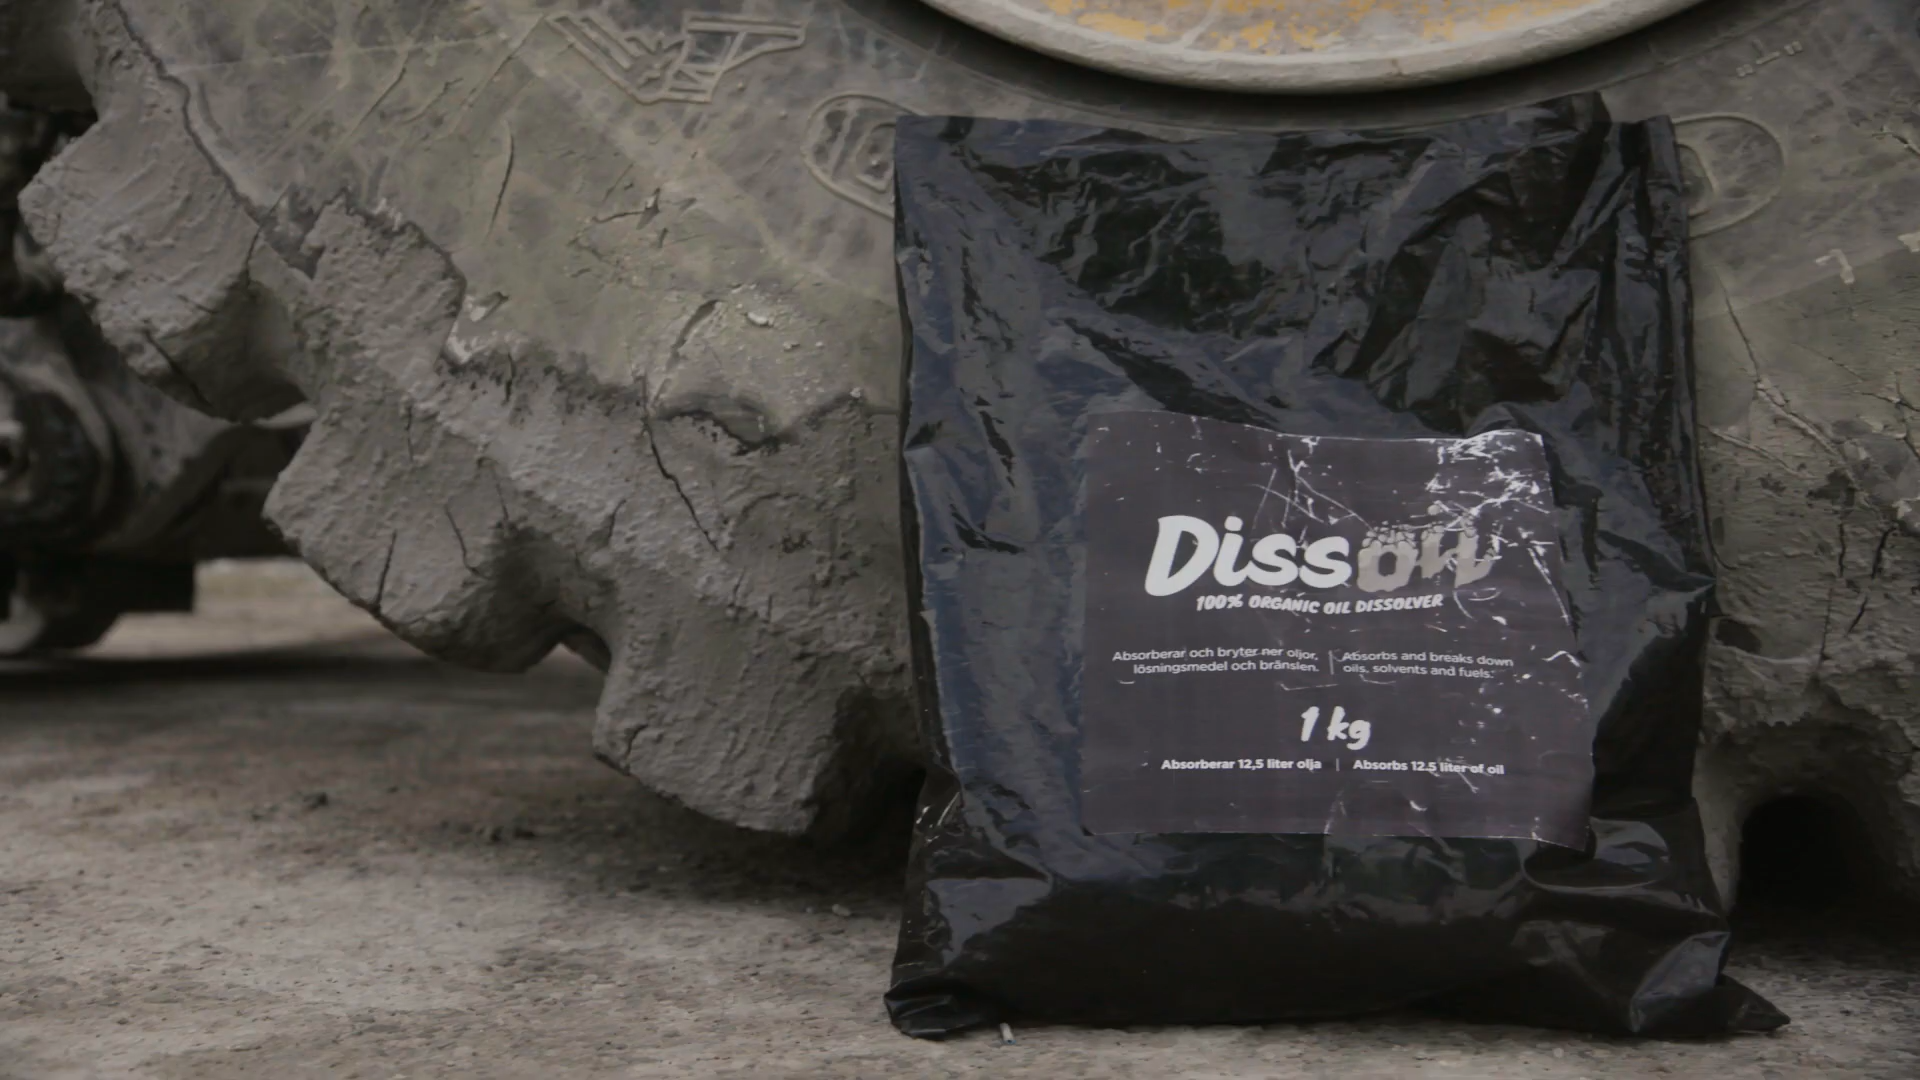 Dissoil
100% ORGANIC OIL DISSOLVER
Absorberar och bryter ner oljor,
lösningsmedel och bränslen.
Absorbs and breaks down
oils, solvents and fuels.
1 kg
Absorberar 12,5 liter olja | Absorbs 12.5 liter of oil